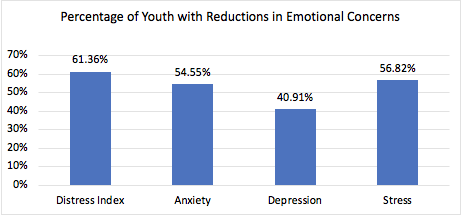 Percentage of Youth with Reductions in Emotional Concerns
70%
60%
50%
40%
30%
20%
10%
0%
61.36%
54.55%
40.91%
56.82%
Distress Index
Anxiety
Depression
Stress